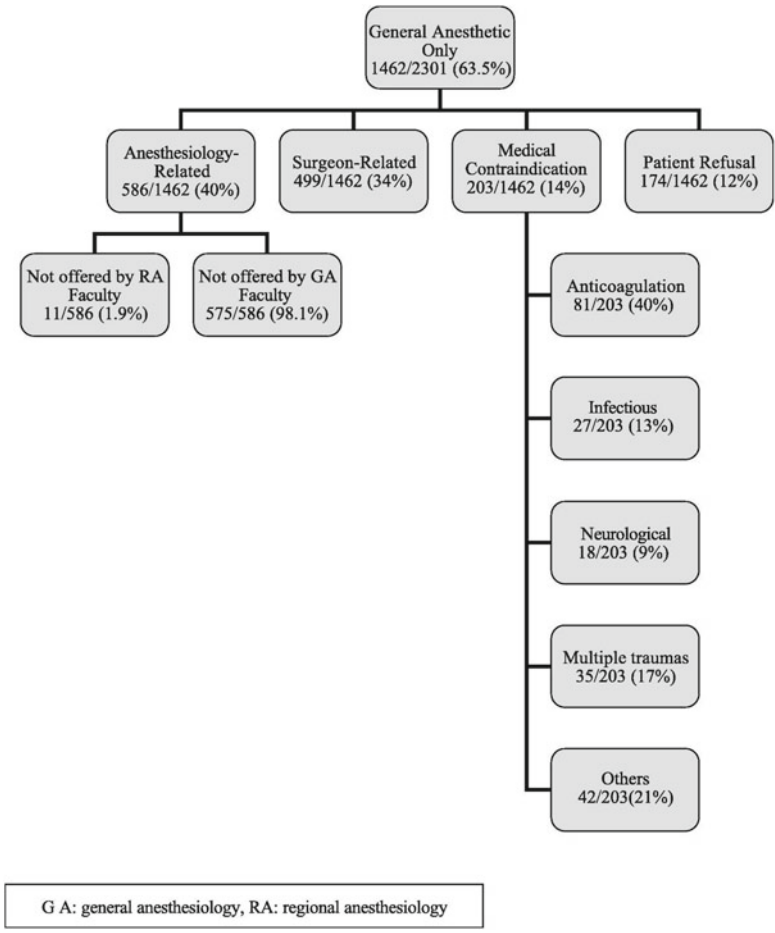 General Anesthetic
Only
1462/2301 (63.5%)
Anesthesiology-
Related
586/1462 (40%)
Surgeon-Related
499/1462 (34%)
Medical
Contraindication
203/1462 (14%)
Patient Refusal
174/1462 (12%)
Not offered by RA
Faculty
11/586 (1.9%)
Not offered by GA
Faculty
575/586 (98.1%)
Anticoagulation
81/203 (40%)
Infectious
27/203 (13%)
Neurological
18/203 (9%)
Multiple traumas
35/203 (17%)
Others
42/203(21%)
G A: general anesthesiology, RA: regional anesthesiology